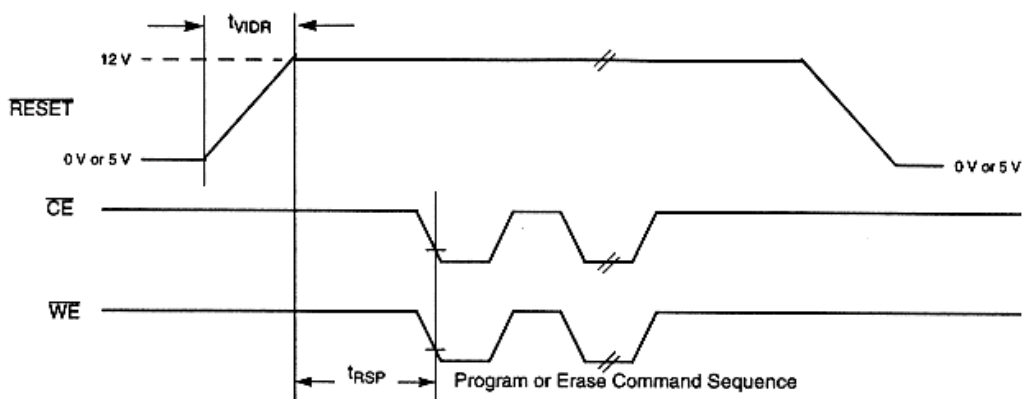 tVIDR
12 V
RESET
0 V or 5 V
0 V or 5 V
CE
WE
tRSP
Program or Erase Command Sequence